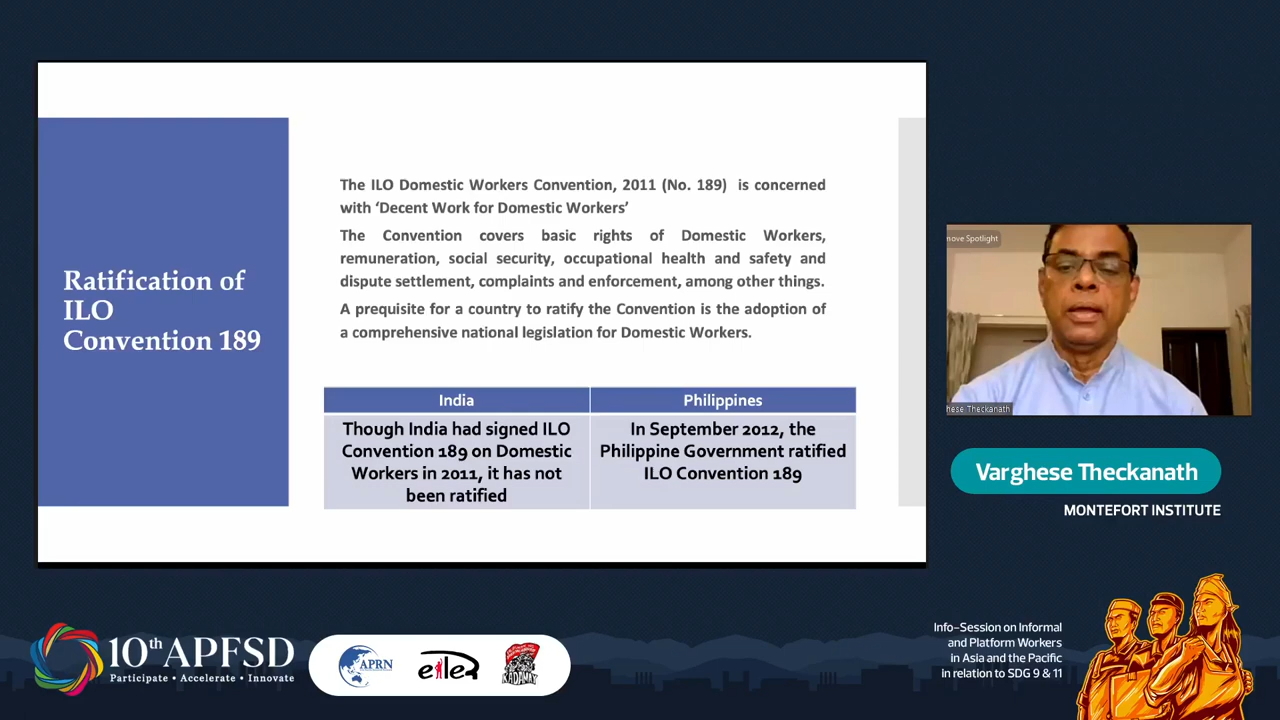 Ratification of
ILO
Convention 189
The ILO Domestic Workers Convention, 2011 (No. 189) is concerned
with ‘Decent Work for Domestic Workers’
The Convention covers basic rights of Domestic Workers,
remuneration, social security, occupational health and safety and
dispute settlement, complaints and enforcement, among other things.
A prequisite for a country to ratify the Convention is the adoption of
a comprehensive national legislation for Domestic Workers.
India
Philippines
Though India had signed ILO
Convention 189 on Domestic
Workers in 2011, it has not
been ratified
In September 2012, the
Philippine Government ratified
ILO Convention 189
nove Spotlight
hese Theckanath
Varghese Theckanath
MONTEFORT INSTITUTE
10th APFSD
Participate • Accelerate • Innovate
APRN
eiler
KADAMAY
Info-Session on Informal
and Platform Workers
in Asia and the Pacific
in relation to SDG 9 & 11